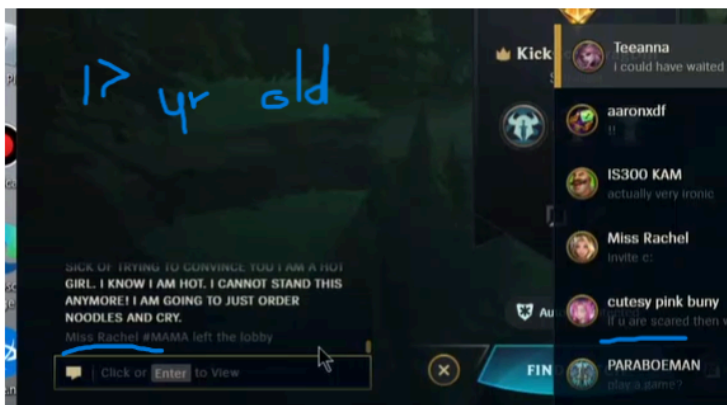 17 yr old
Kick
Teeanna
i could have waited
aaronxdf
!!
IS300 KAM
actually very ironic
Miss Rachel
Invite c:
cutesy pink buny
If u are scared then
PARABOEMAN
play a game?
SICK OF TRYING TO CONVINCE YOU I AM A HOT
GIRL. I KNOW I AM HOT. I CANNOT STAND THIS
ANYMORE! I AM GOING TO JUST ORDER
NOODLES AND CRY.
Miss Rachel #MAMA left the lobby
Click or Enter to View
FIN